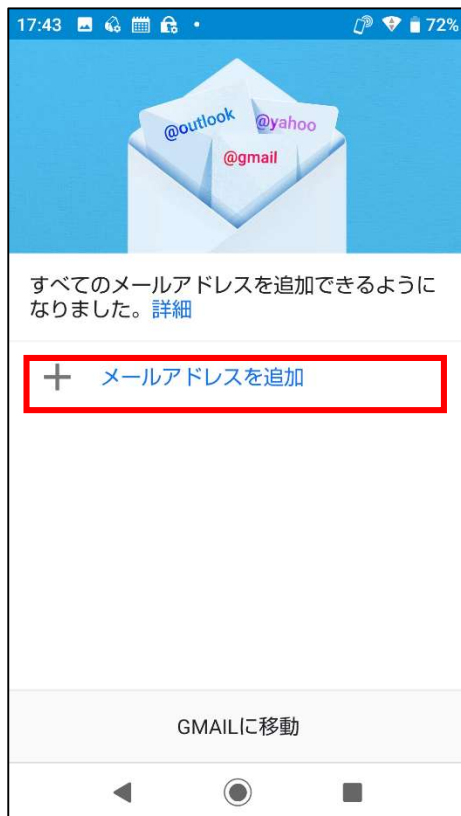 17:43 72%
@outlook @yahoo
@gmail
すべてのメールアドレスを追加できるように
なりました。詳細
メールアドレスを追加
GMAILに移動